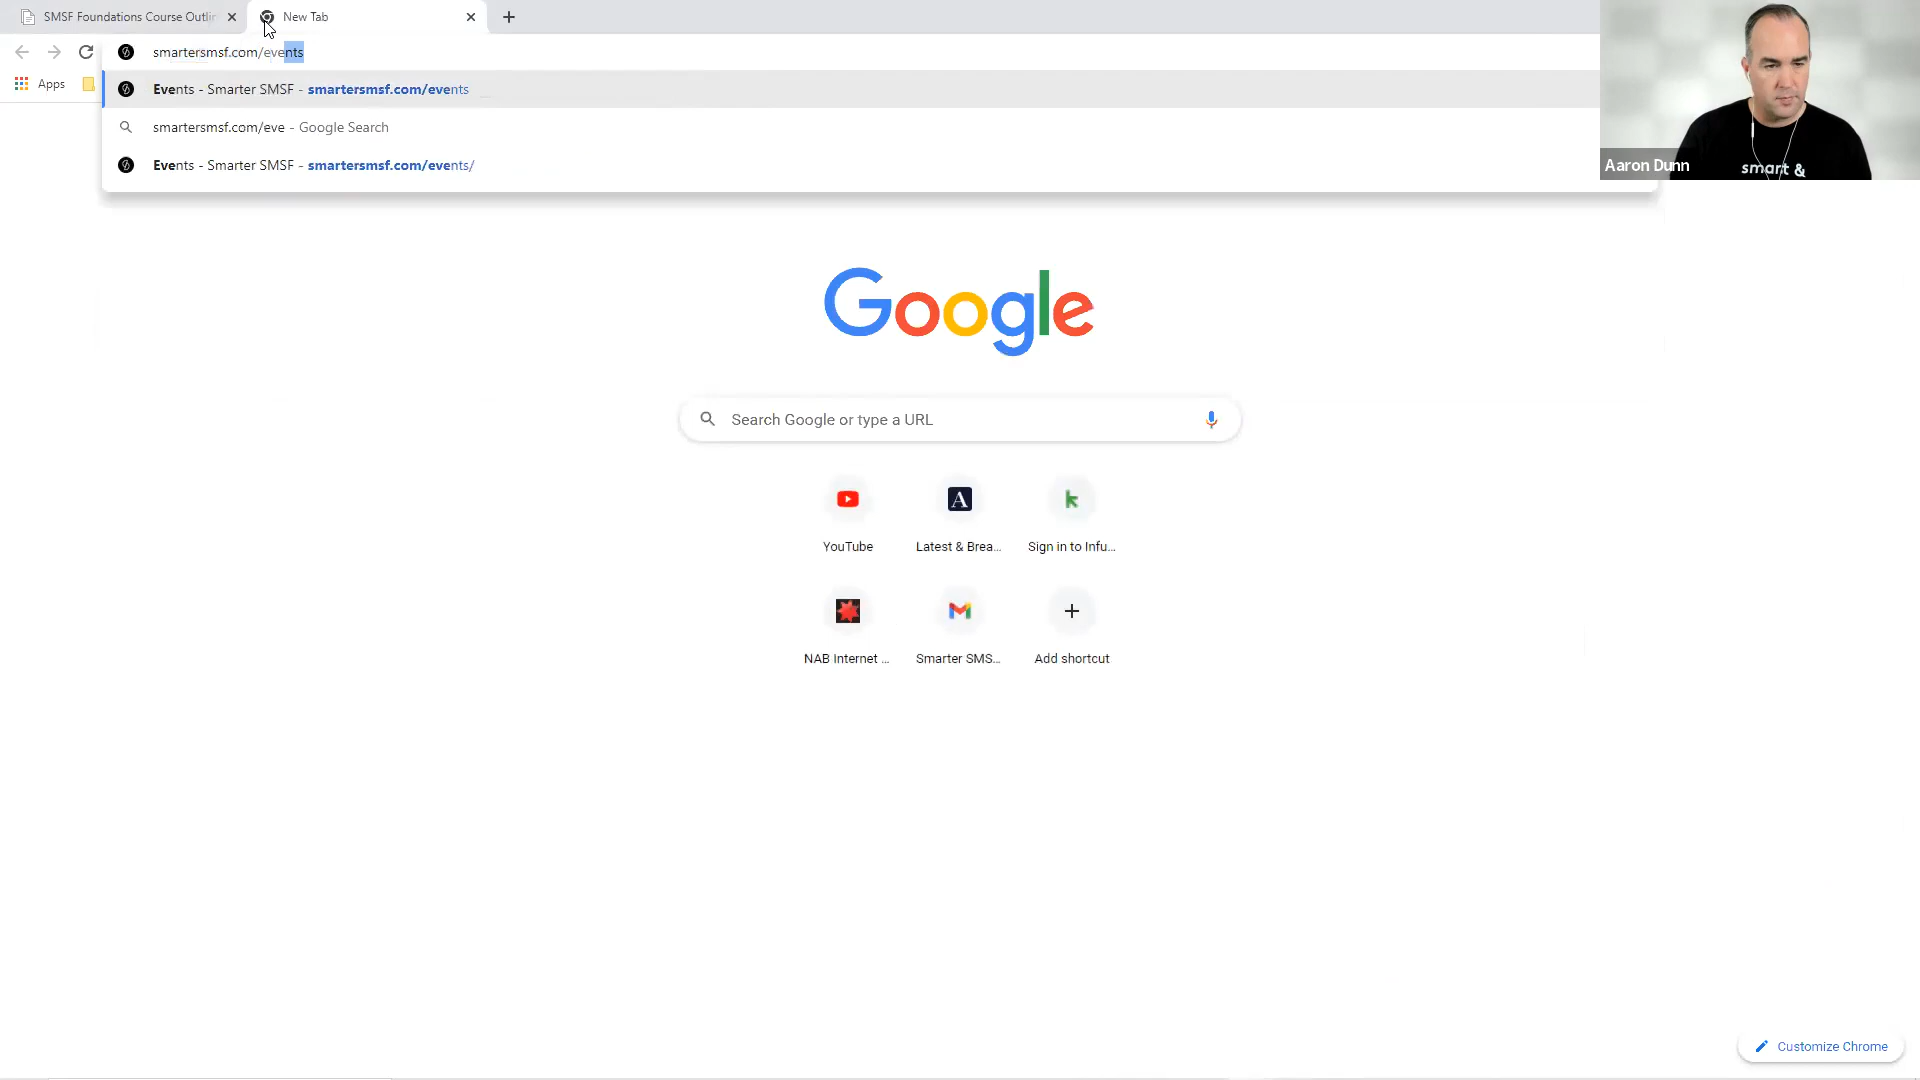 SMSF Foundations Course Outli
New Tab
smartersmsf.com/events
Apps
Events - Smarter SMSF - smartersmsf.com/events
smartersmsf.com/eve - Google Search
Events - Smarter SMSF - smartersmsf.com/events/
Aaron Dunn
smart &
Google
Search Google or type a URL
YouTube
Latest & Brea...
Sign in to Infu...
A
k
NAB Internet ...
Smarter SMS...
Add shortcut
Customize Chrome